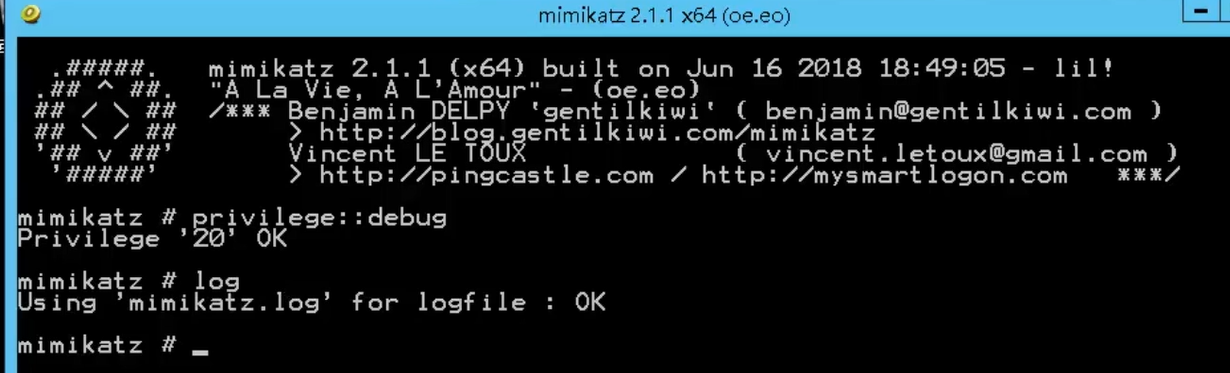 mimikatz 2.1.1 x64 (oe.eo)
.#####.   mimikatz 2.1.1 (x64) built on Jun 16 2018 18:49:05 - lil!
.## ^ ##.  "A La Vie, A L'Amour" - (oe.eo)
## / \ ##  /*** Benjamin DELPY `gentilkiwi` ( benjamin@gentilkiwi.com )
## \ / ##       > http://blog.gentilkiwi.com/mimikatz
'## v ##'       Vincent LE TOUX             ( vincent.letoux@gmail.com )
'#####'        > http://pingcastle.com / http://mysmartlogon.com   ***/
mimikatz # privilege::debug
Privilege '20' OK
mimikatz # log
Using 'mimikatz.log' for logfile : OK
mimikatz # _